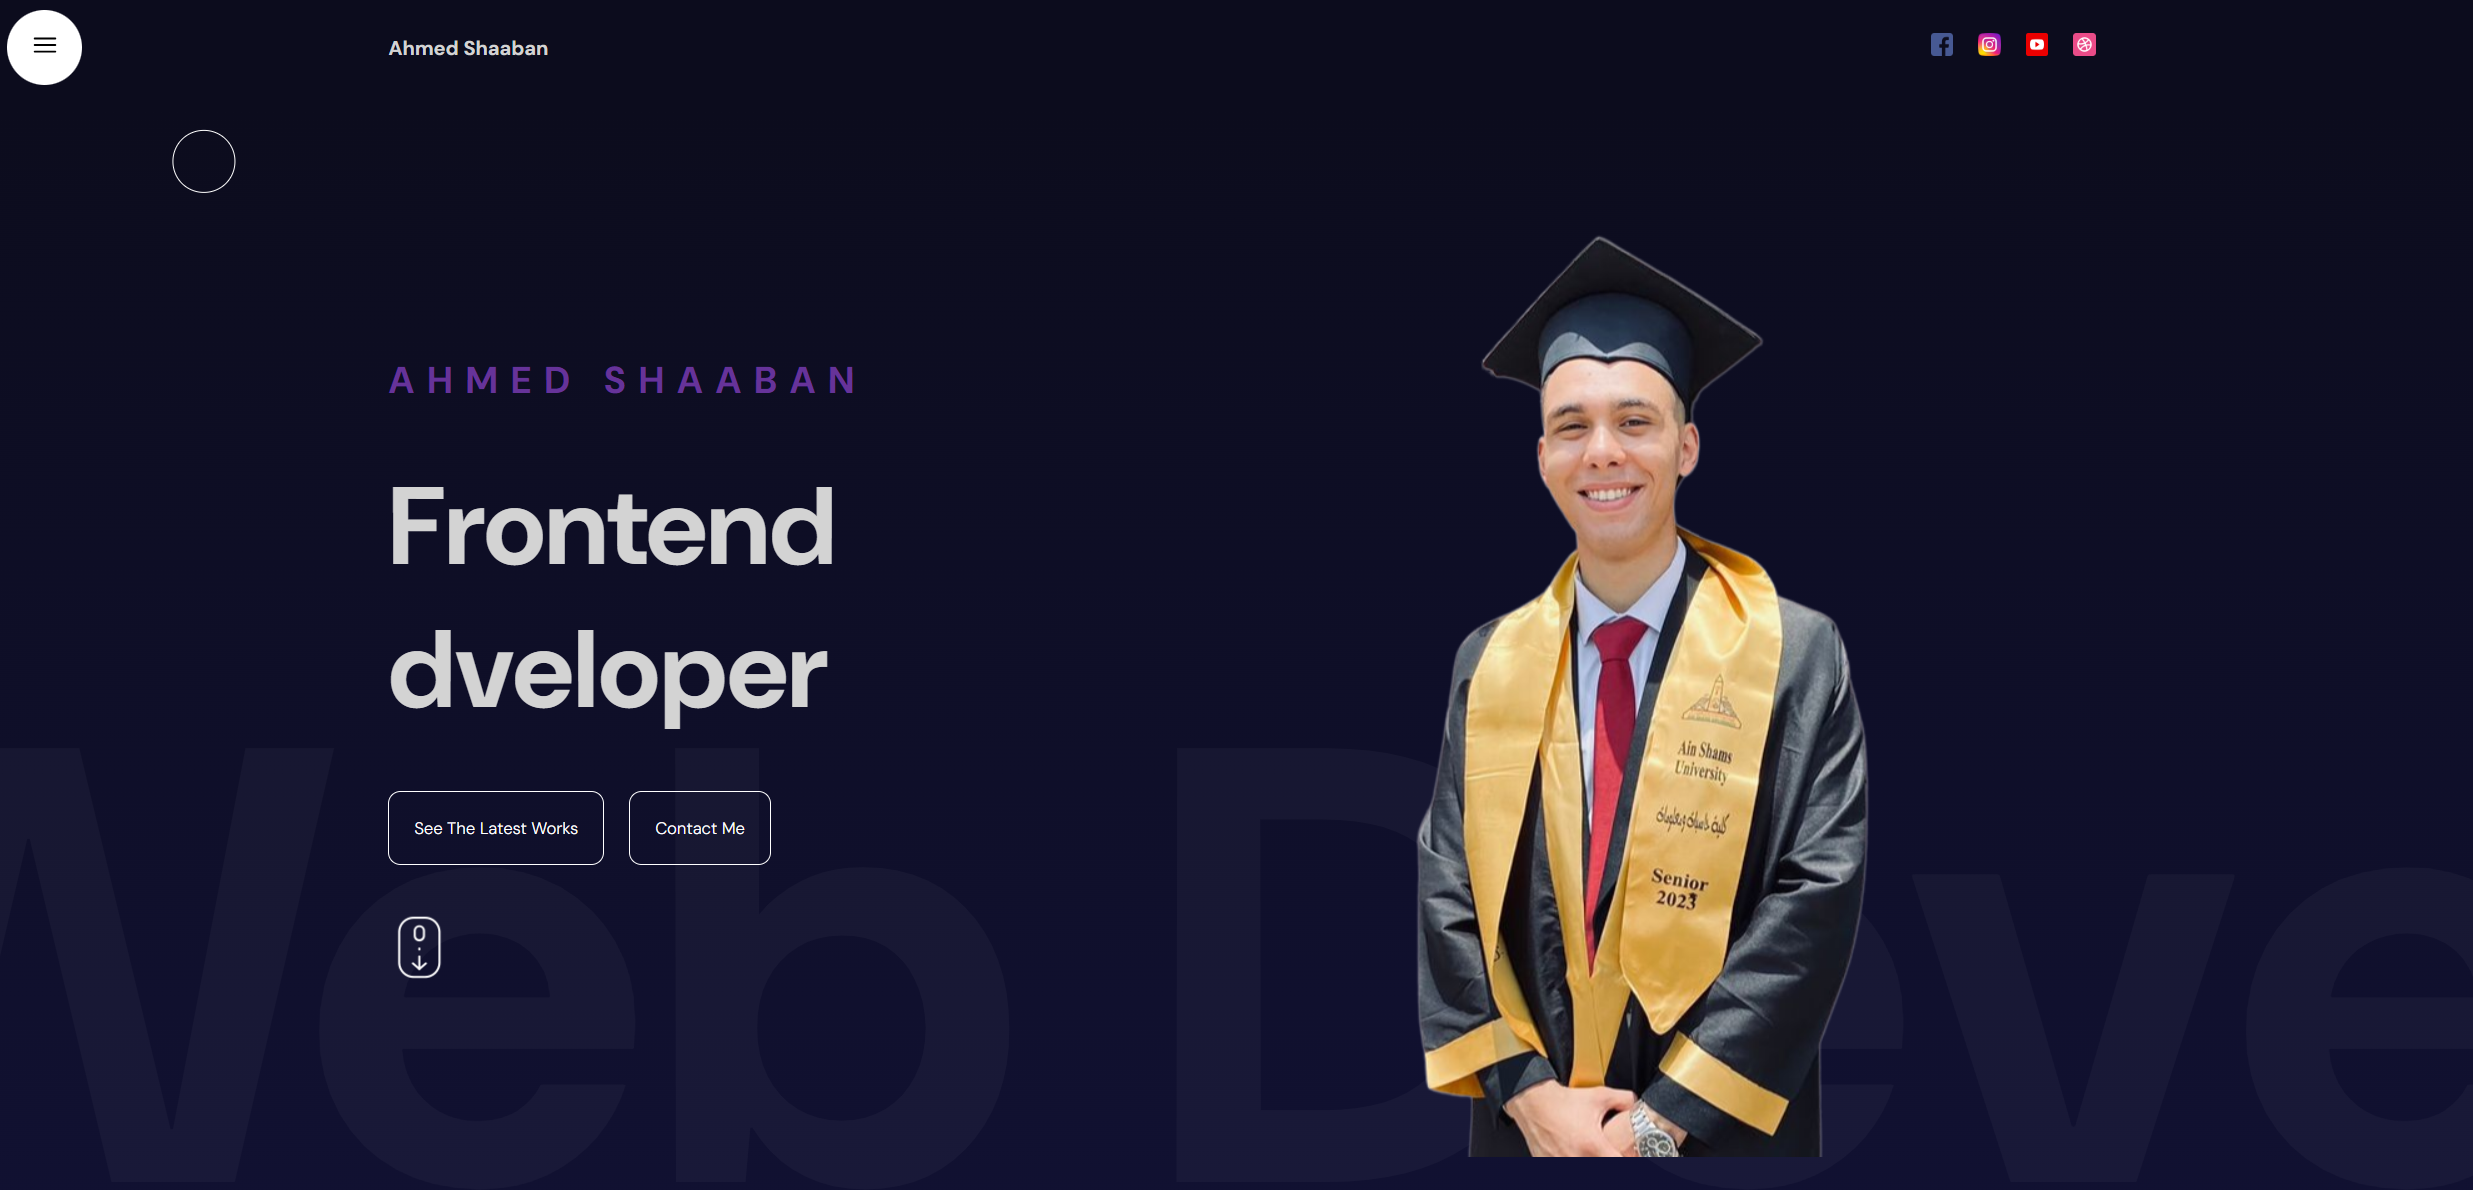 Ahmed Shaaban
AHMED SHAABAN
Frontend
dveloper
See The Latest Works
Contact Me
Web Deve
Ain Shams
University
كلية حاسبات ومعلومات
Senior
2023